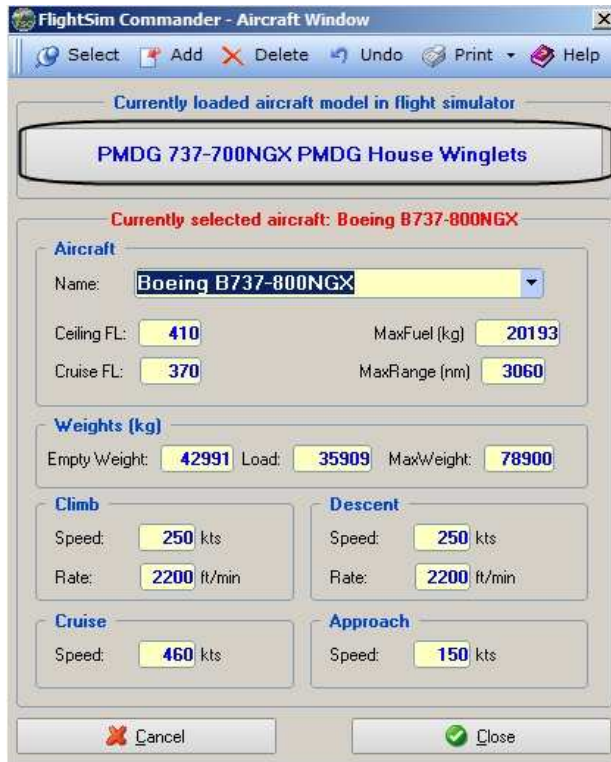 FlightSim Commander - Aircraft Window
Select Add Delete Undo Print Help
Currently loaded aircraft model in flight simulator
PMDG 737-700NGX PMDG House Winglets
Currently selected aircraft: Boeing B737-800NGX
Aircraft
Name: Boeing B737-800NGX
Ceiling FL: 410 MaxFuel (kg) 20193
Cruise FL: 370 MaxRange (nm) 3060
Weights (kg)
Empty Weight: 42991 Load: 35909 MaxWeight: 78900
Climb Descent
Speed: 250 kts Speed: 250 kts
Rate: 2200 ft/min Rate: 2200 ft/min
Cruise Approach
Speed: 460 kts Speed: 150 kts
Cancel Close